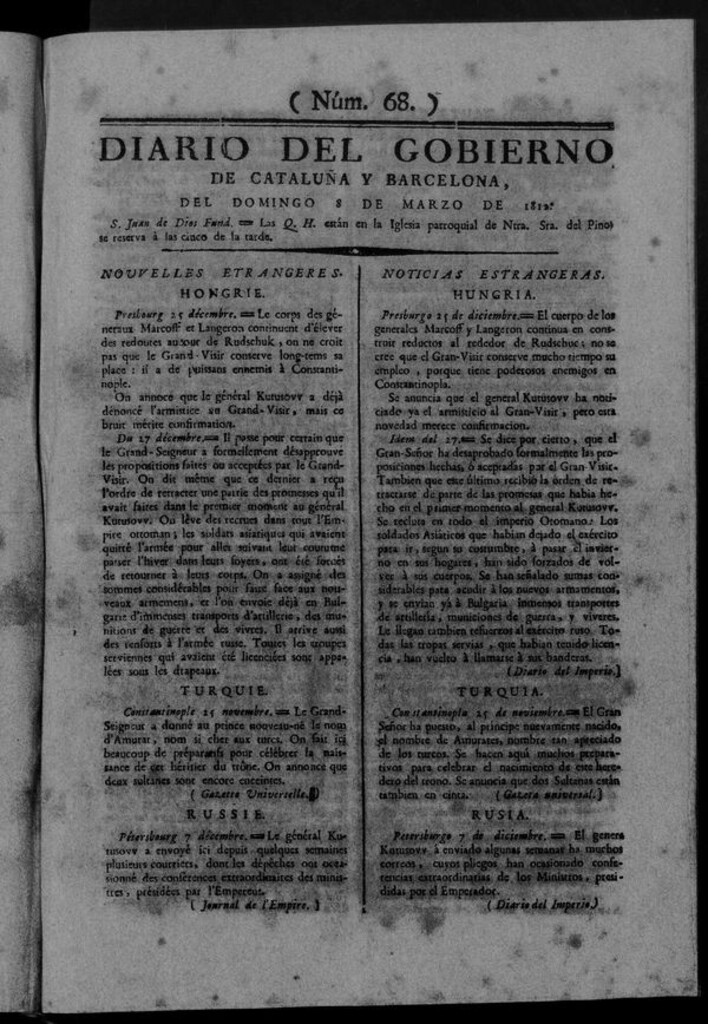 ( Núm. 68. )
DIARIO DEL GOBIERNO
DE CATALUÑA Y BARCELONA,
DEL DOMINGO 8 DE MARZO DE 1812.
S. Juan de Dios Fund. = Las Q. H. están en la Iglesia parroquial de Ntra. Sra. del Pino:
se reserva á las cinco de la tarde.
NOUVELLES ETRANGERES.
HONGRIE.
Presbourg 25 décembre. = Le corps des gé-
neraux Marcoff et Langeron continuent d'élever
des redoutes autour de Rudschuk, on ne croit
pas que le Grand-Visir conserve long-tems sa
place : il a de puissans ennemis à Constanti-
nople.
On annoce que le général Kutusovv a déjà
dénoncé l'armistice au Grand-Visir, mais ce
bruit mérite confirmation.
Du 27 décembre. = Il passe pour certain que
le Grand-Seigneur a formellement désapprouve
les propositions faites ou acceptées par le Grand-
Visir. On dit même que ce dernier a reçu
l'ordre de retracter une patrie des promesses qu'il
avait faites dans le premier moment au général
Kutusovv. On lève des recrues dans tout l'Em-
pire ottoman; les soldats asiatiques qui avaient
quitté l'armée pour alles suivant leur coutume
passer l'hiver dans leurs foyers, ont été forcés
de retourner à leurs corps. On a assigné des
sommes considérables pour faire face aux nou-
veaux armemens, et l'on envoie déjà en Bul-
garie d'immenses transports d'artillerie, des mu-
nitions de guerre et des vivres. Il arrive aussi
des renforts à l'armée russe. Toutes les troupes
serviennes qui avaient été licenciées sont appe-
lées sous les drapeaux.
TURQUIE.
Constantinople 25 novembre. = Le Grand-
Seigneur a donné au prince nouveau-né le nom
d'Amurat, nom si cher aux turcs. On fait ici
beaucoup de préparatifs pour célébrer la nais-
sance de cet héritier du trône. On annonce que
deux sultanes sont encore enceintes.
( Gazette Universelle. )
RUSSIE.
Pétersbourg 7 décembre. = Le général Ku-
tusovv a envoyé ici depuis quelques semaines
plusieurs courriers, dont les dépêches ont occa-
sionné des conférences extraordinaires des minis-
tres, présidées par l'Empereur.
( Journal de l'Empire. )
NOTICIAS ESTRANGERAS.
HUNGRIA.
Presburgo 25 de diciembre. = El cuerpo de los
generales Marcoff y Langeron continua en cons-
truir reductos al rededor de Rudschuc; no se
cree que el Gran-Visir conserve mucho tiempo su
empleo, porque tiene poderosos enemigos en
Constantinopla.
Se anuncia que el general Kutusovv ha noti-
ciado ya el armisticio al Gran-Visir, pero esta
novedad merece confirmacion.
Idem del 27. = Se dice por cierto, que el
Gran-Señor ha desaprobado formalmente las pro-
posiciones hechas, ó aceptadas por el Gran-Visir.
Tambien que este último recibió la órden de re-
tractarse de parte de las promesas que habia he-
cho en el primer momento al general Kutusovv.
Se recluta en todo el imperio Otomano. Los
soldados Asiáticos que habian dejado el exército
para ir, segun su costumbre, á pasar el invier-
no en sus hogares, han sido forzados de vol-
ver á sus cuerpos. Se han señalado sumas con-
siderables para acudir à los nuevos armamentos,
y se envian yá à Bulgaria inmensos transportes
de artilleria, municiones de guerra, y viveres.
Le llegan tambien refuerzos al exército ruso. To-
das las tropas servias, que habian tenido licen-
cia, han vuelto à llamarse à sus banderas.
(Diario del Imperio.)
TURQUIA.
Constantinopla 25 de noviembre. = El Gran
Señor ha puesto, al principe nuevamente nacido,
el nombre de Amurates, nombre tan apreciado
de los turcos. Se hacen aqui muchos prepara-
tivos para celebrar el nacimiento de este here-
dero del trono. Se anuncia que dos Sultanas están
tambien en cinta. ( Gazeta universal. )
RUSIA.
Petersburgo 7 de diciembre. = El genera
Kutusovv à enviado algunas semanas ha muchos
correos, cuyos pliegos han ocasionado confe-
rencias extraordinarias de los Ministros, presi-
didas por el Emperador.
( Diario del Imperio.)